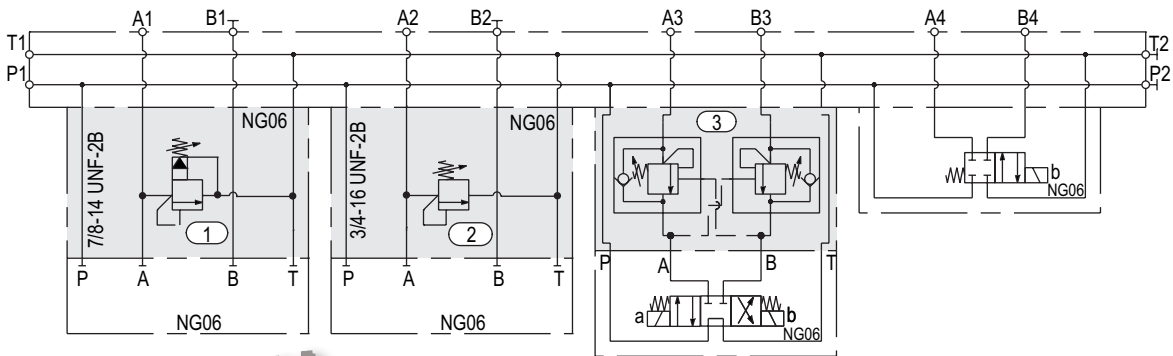 A1 B1 A2 B2 A3 B3 A4 B4
T1 T2
P1 P2
7/8-14 UNF-2B NG06 3/4-16 UNF-2B NG06 3
1 2 b
NG06
P A B T P A B T P A B T
a b
NG06 NG06 NG06